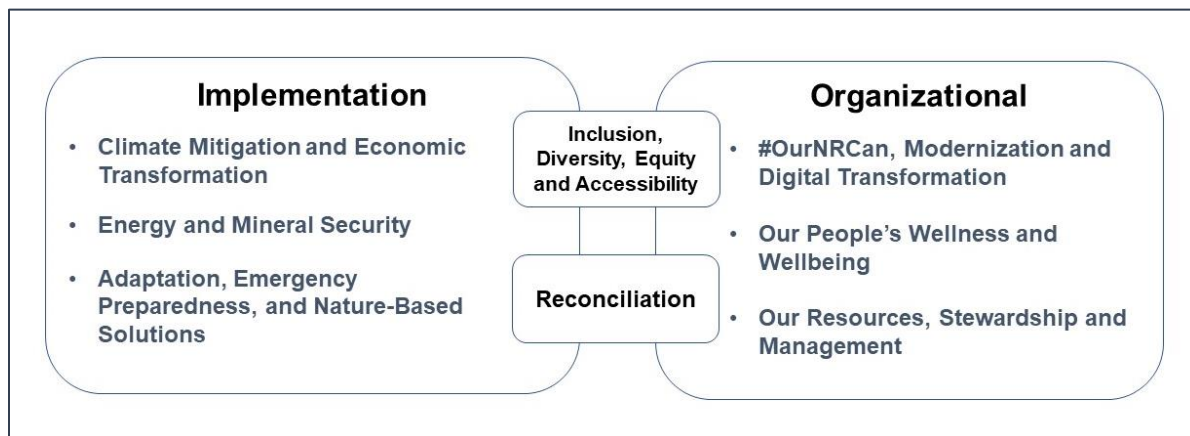 Implementation
• Climate Mitigation and Economic
Transformation
• Energy and Mineral Security
• Adaptation, Emergency
Preparedness, and Nature-Based
Solutions
Inclusion,
Diversity, Equity
and Accessibility
Reconciliation
Organizational
• #OurNRCan, Modernization and
Digital Transformation
• Our People’s Wellness and
Wellbeing
• Our Resources, Stewardship and
Management